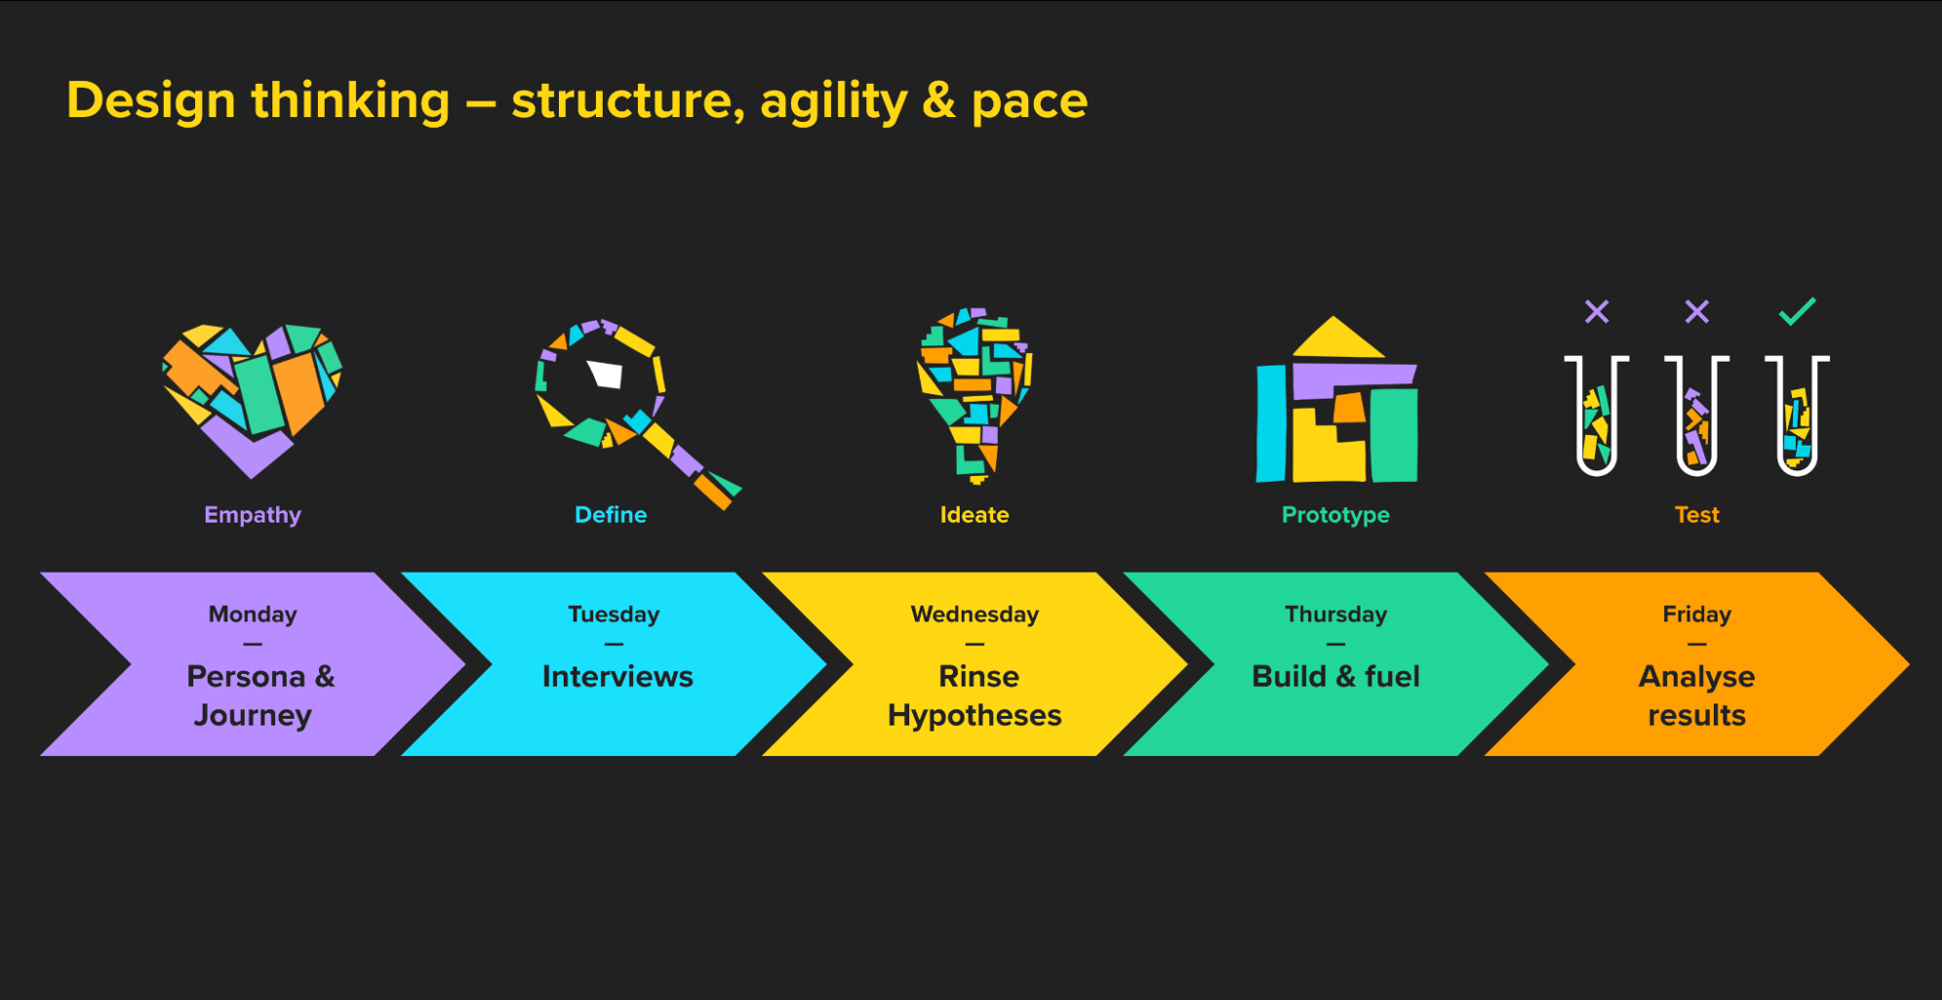 Design thinking – structure, agility & pace
Empathy
Define
Ideate
Prototype
Test
Monday
—
Persona &
Journey
Tuesday
—
Interviews
Wednesday
—
Rinse
Hypotheses
Thursday
—
Build & fuel
Friday
—
Analyse
results